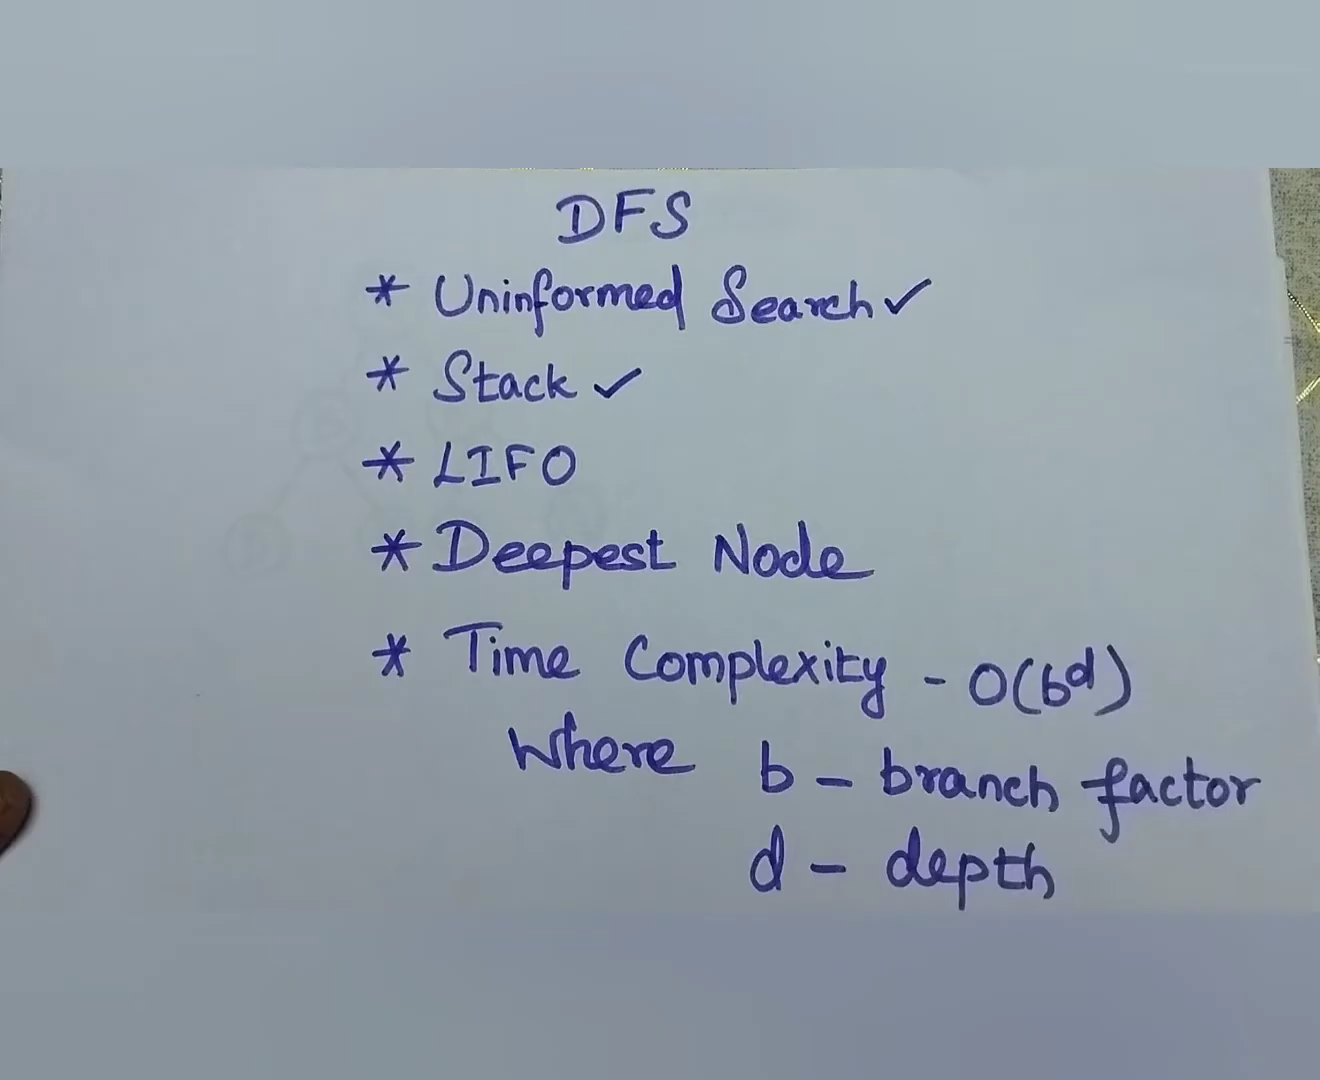 DFS
* Uninformed Search ✓
* Stack ✓
* LIFO
* Deepest Node
* Time Complexity - O(b^d)
Where b - branch factor
d - depth